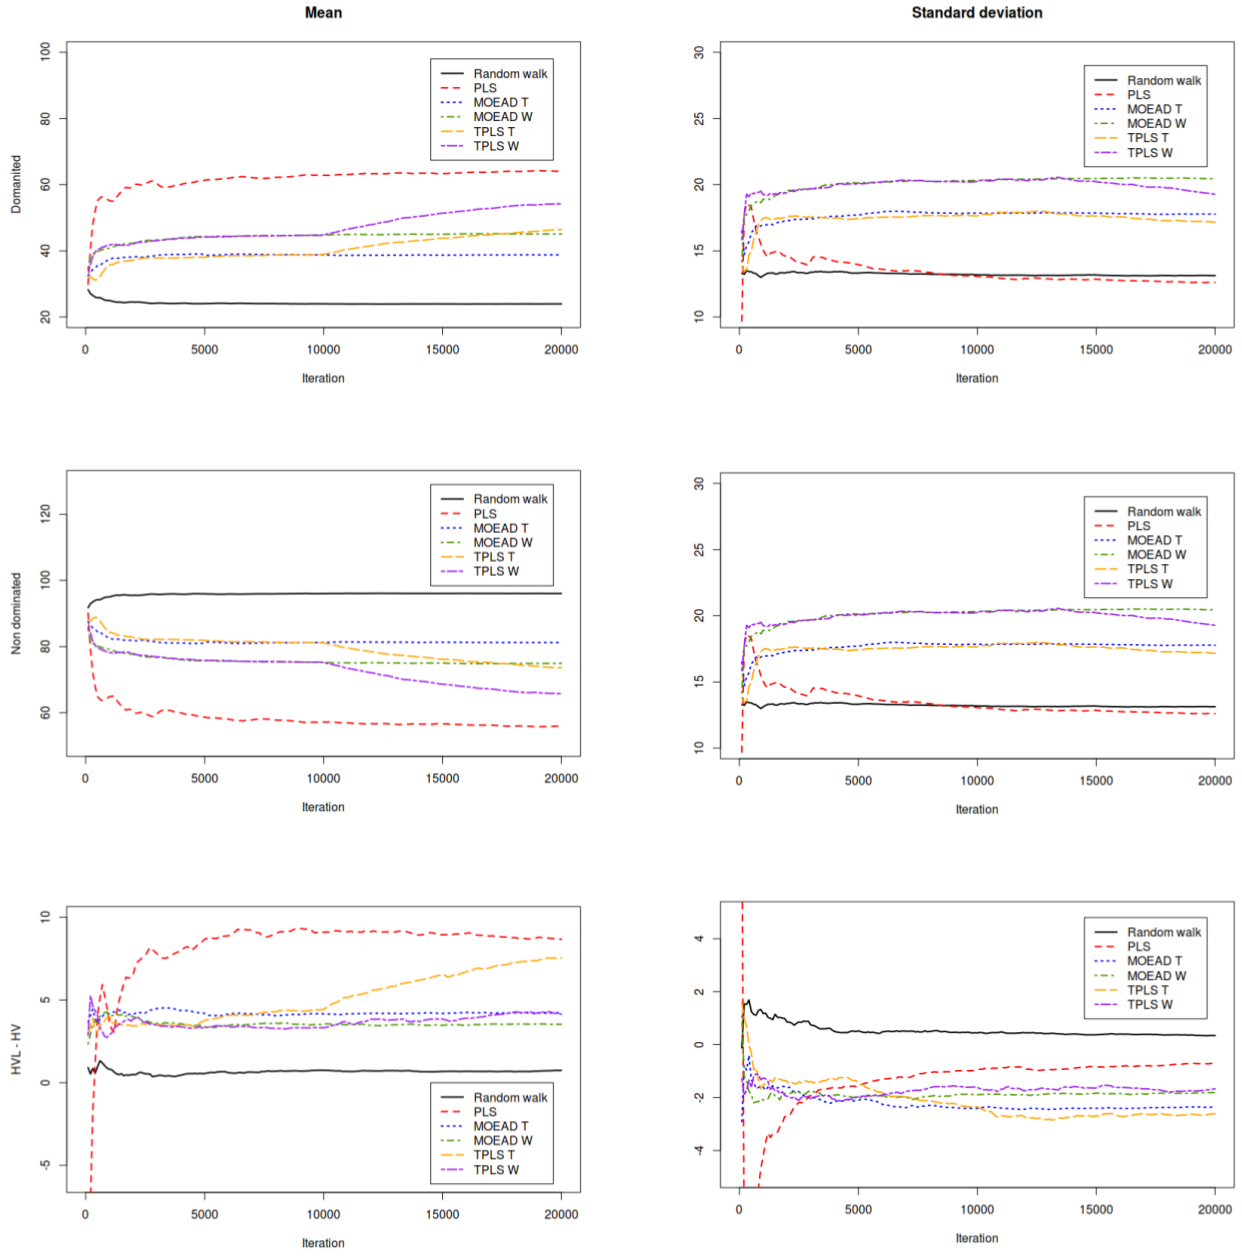 Mean
Standard deviation
Domanited
100
80
60
40
20
Random walk
PLS
MOEAD T
MOEAD W
TPLS T
TPLS W
0 5000 10000 15000 20000
Iteration
30
25
20
15
10
Random walk
PLS
MOEAD T
MOEAD W
TPLS T
TPLS W
0 5000 10000 15000 20000
Iteration
Non dominated
120
100
80
60
Random walk
PLS
MOEAD T
MOEAD W
TPLS T
TPLS W
0 5000 10000 15000 20000
Iteration
30
25
20
15
10
Random walk
PLS
MOEAD T
MOEAD W
TPLS T
TPLS W
0 5000 10000 15000 20000
Iteration
HVL - HV
10
5
0
-5
Random walk
PLS
MOEAD T
MOEAD W
TPLS T
TPLS W
0 5000 10000 15000 20000
Iteration
4
2
0
-2
-4
Random walk
PLS
MOEAD T
MOEAD W
TPLS T
TPLS W
0 5000 10000 15000 20000
Iteration